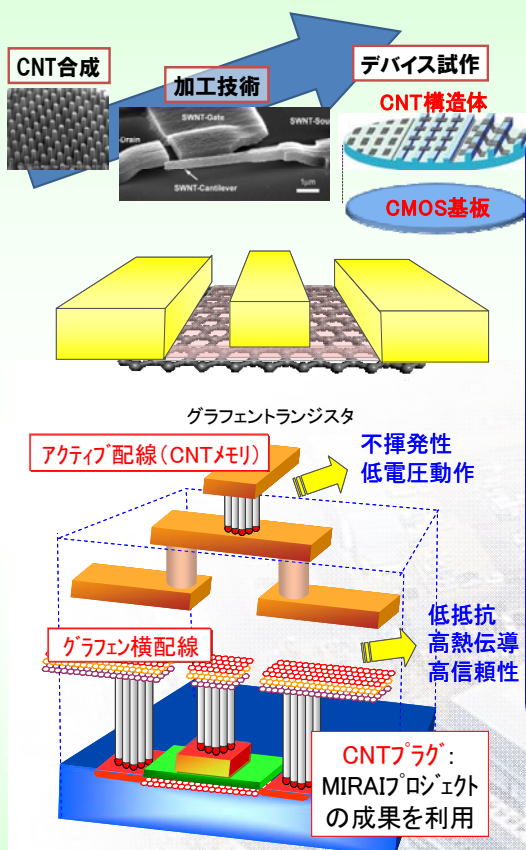 CNT合成
加工技術
デバイス試作
CNT構造体
SWNT-Gate
SWNT-Sou
-Drain
SWNT-Cantilever
1μm
CMOS基板
グラフェントランジスタ
アクティブ配線(CNTメモリ)
不揮発性
低電圧動作
グラフェン横配線
低抵抗
高熱伝導
高信頼性
CNTプラグ:
MIRAIプロジェクト
の成果を利用